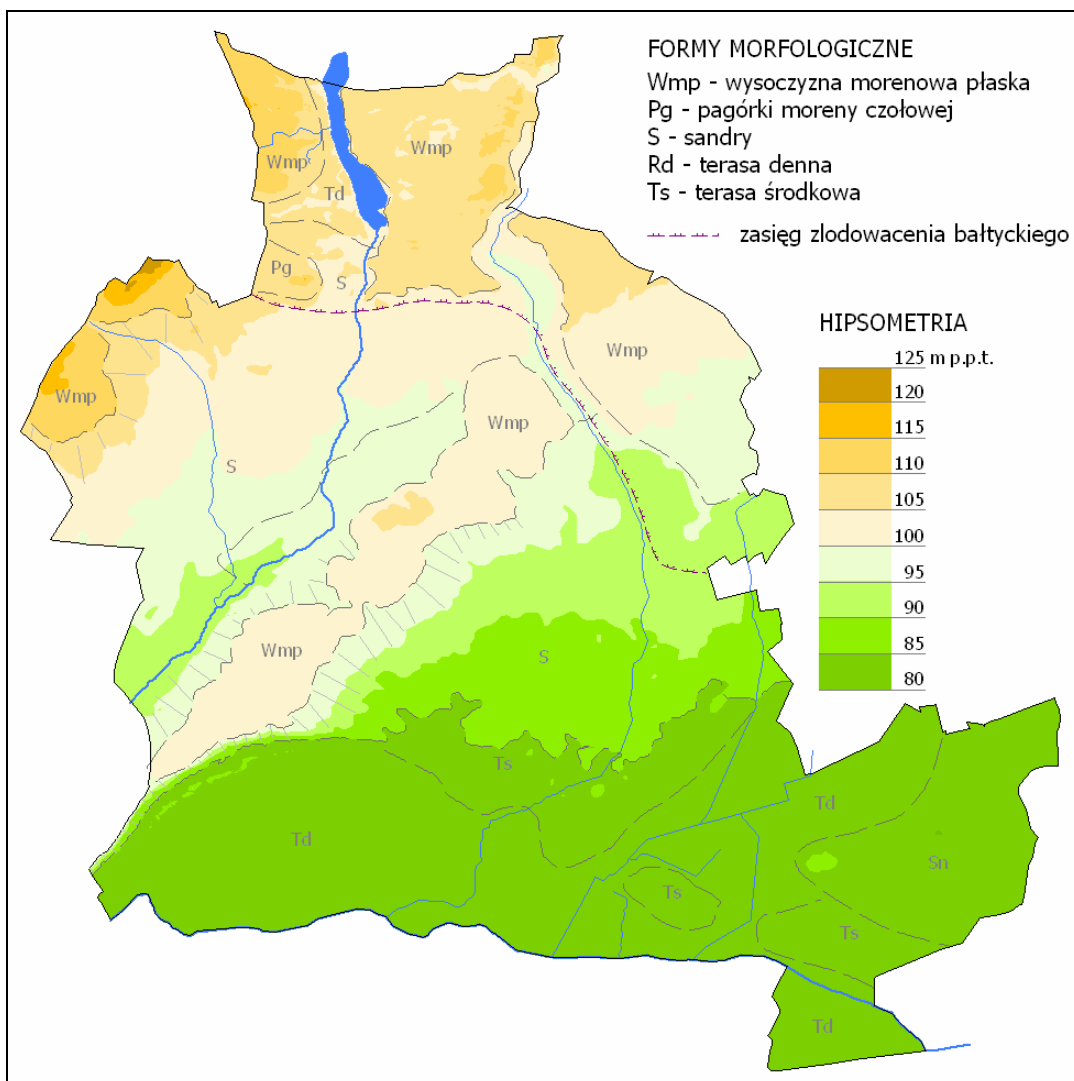 FORMY MORFOLOGICZNE
Wmp - wysoczyzna morenowa płaska
Pg - pagórki moreny czołowej
S - sandry
Rd - terasa denna
Ts - terasa środkowa
zasięg zlodowacenia bałtyckiego
HIPSOMETRIA
125 m p.p.t.
120
115
110
105
100
95
90
85
80
Wmp
Wmp
Td
Pg
S
Wmp
Wmp
Wmp
S
Wmp
S
Ts
Td
Td
Sn
Ts
Ts
Td